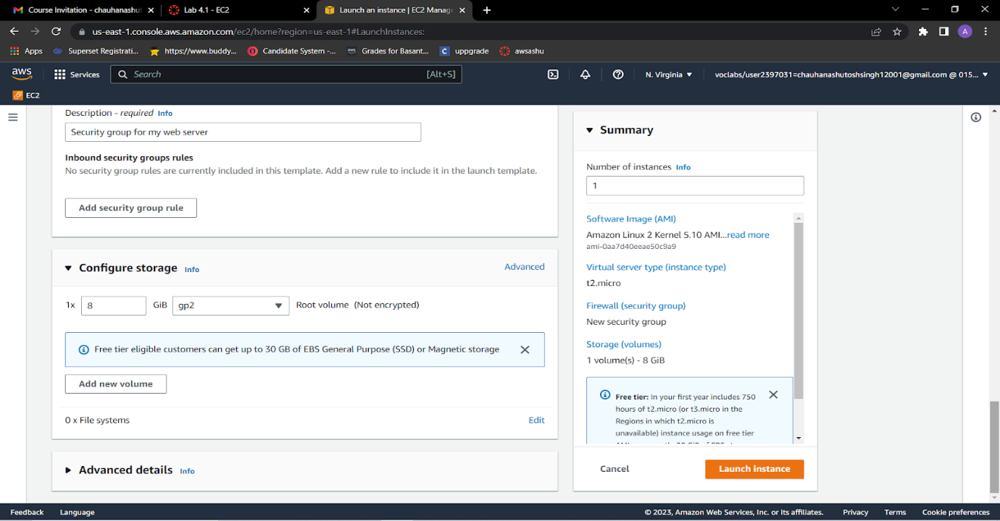 Course Invitation - chauhanashut
Lab 4.1 - EC2
Launch an instance | EC2 Manage
us-east-1.console.aws.amazon.com/ec2/home?region=us-east-1#LaunchInstances:
A
Apps
Superset Registrati...
https://www.buddy...
Candidate System -...
Grades for Basant...
uppgrade
awsashu
aws
Services
Search
[Alt+S]
N. Virginia
voclabs/user2397031=chauhanashutoshsingh12001@gmail.com @ 015...
EC2
Description - required Info
Security group for my web server
Inbound security groups rules
No security group rules are currently included in this template. Add a new rule to include it in the launch template.
Add security group rule
Configure storage Info
Advanced
1x 8 GiB gp2 Root volume (Not encrypted)
Free tier eligible customers can get up to 30 GB of EBS General Purpose (SSD) or Magnetic storage
Add new volume
0 x File systems
Edit
Advanced details Info
Summary
Number of instances Info
1
Software Image (AMI)
Amazon Linux 2 Kernel 5.10 AMI...read more
ami-0aa7d40eeae50c9a9
Virtual server type (instance type)
t2.micro
Firewall (security group)
New security group
Storage (volumes)
1 volume(s) - 8 GiB
Free tier: In your first year includes 750
hours of t2.micro (or t3.micro in the
Regions in which t2.micro is
unavailable) instance usage on free tier
Cancel
Launch instance
Feedback
Language
© 2023, Amazon Web Services, Inc. or its affiliates.
Privacy
Terms
Cookie preferences